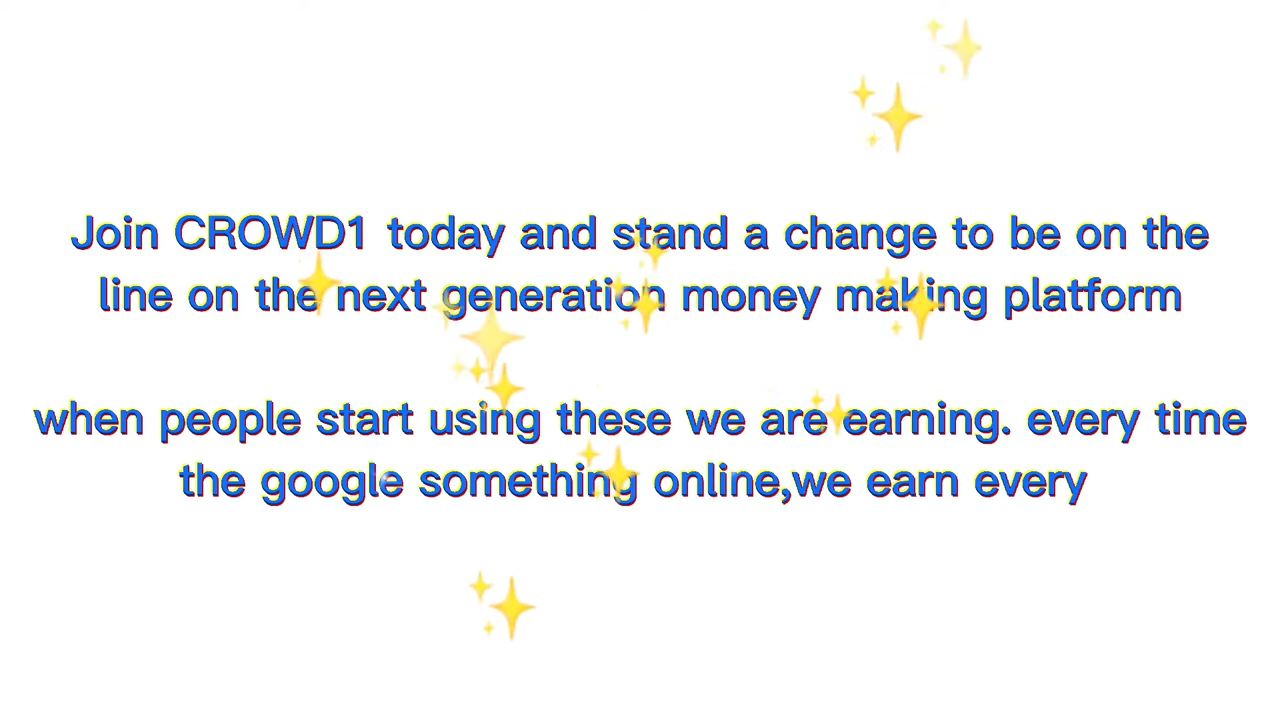 Join CROWD1 today and stand a change to be on the
line on the next generation money making platform
when people start using these we are earning. every time
the google something online,we earn every